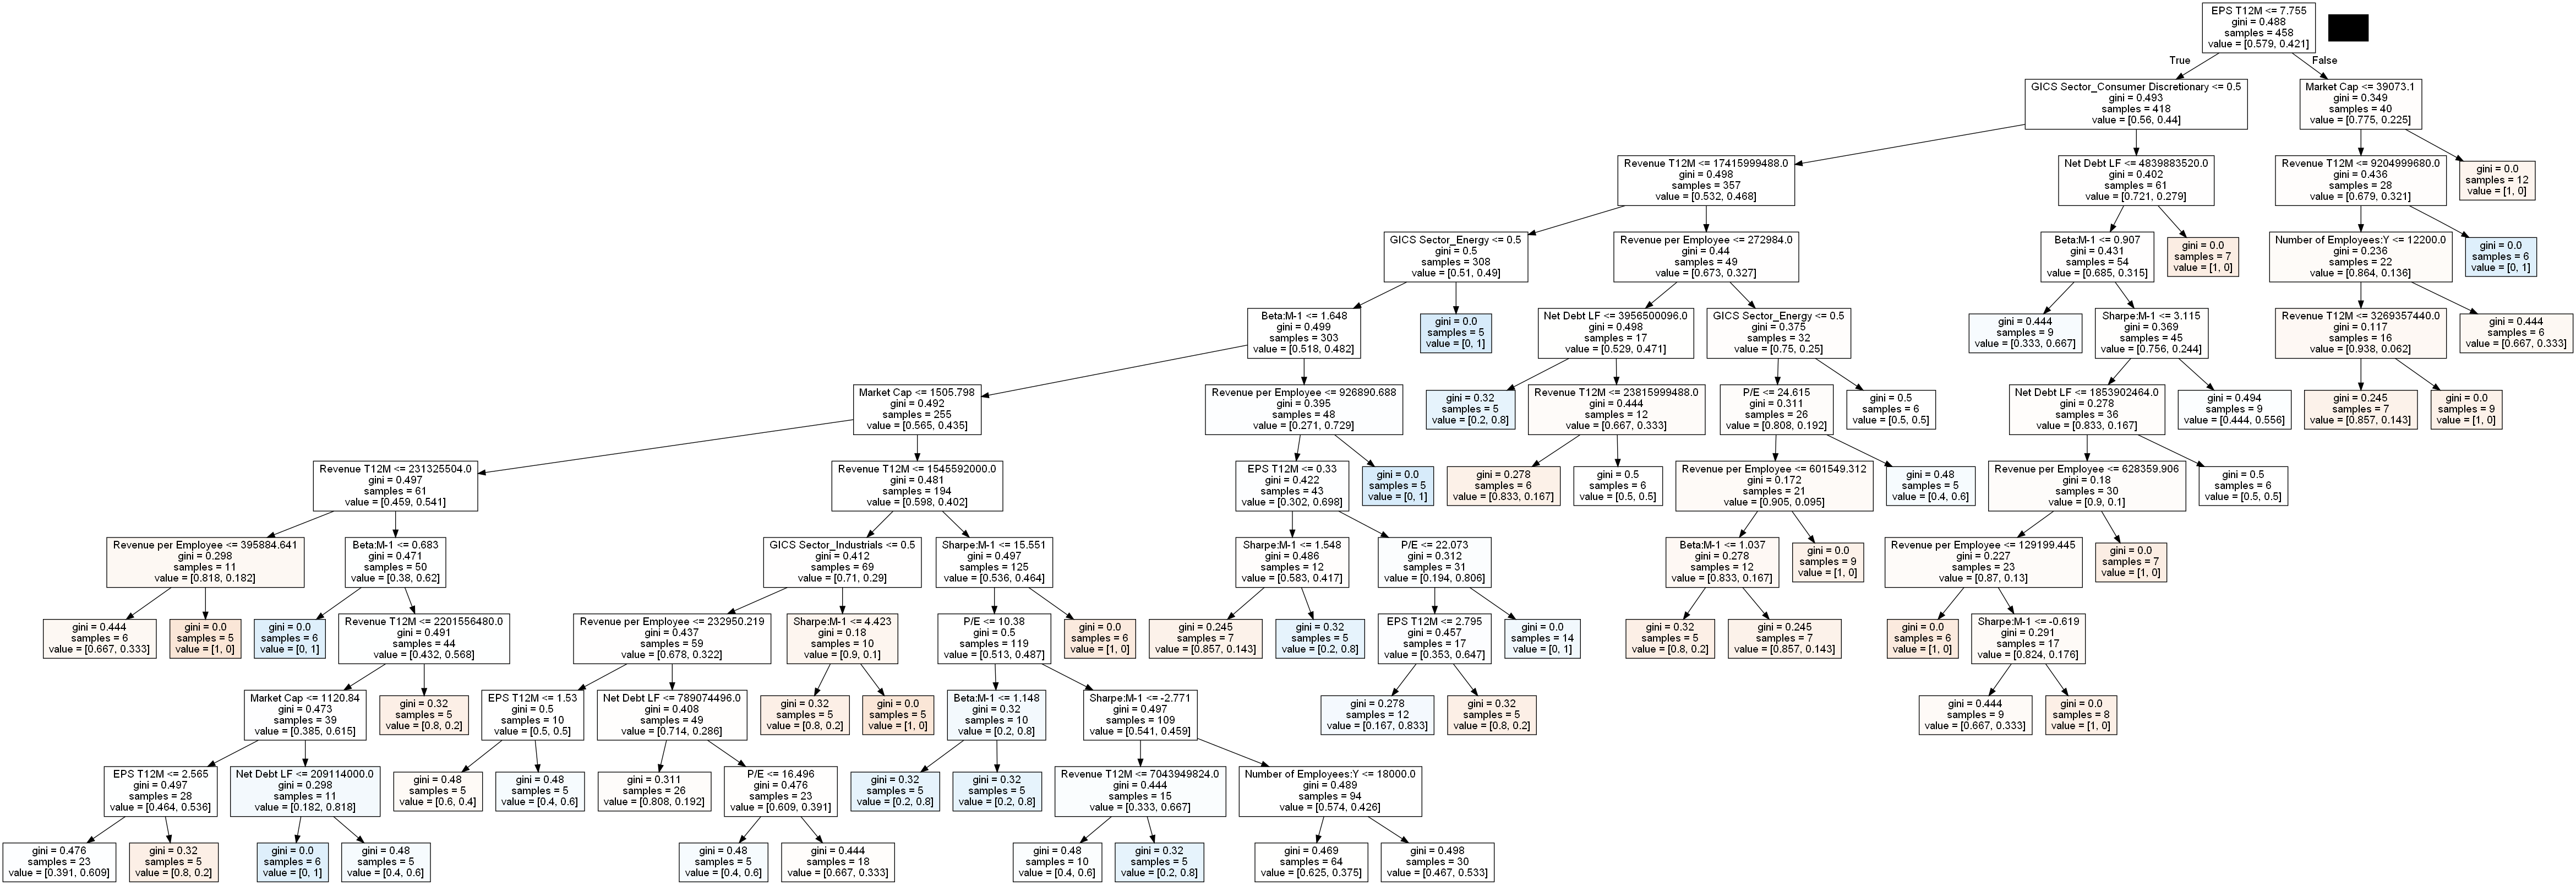 EPS T12M <= 7.755
gini = 0.488
samples = 458
value = [0.579, 0.421]
True
False
GICS Sector_Consumer Discretionary <= 0.5
gini = 0.493
samples = 418
value = [0.56, 0.44]
Market Cap <= 39073.1
gini = 0.349
samples = 40
value = [0.775, 0.225]
Revenue T12M <= 17415999488.0
gini = 0.498
samples = 357
value = [0.532, 0.468]
Net Debt LF <= 4839883520.0
gini = 0.402
samples = 61
value = [0.721, 0.279]
Revenue T12M <= 9204999680.0
gini = 0.436
samples = 28
value = [0.679, 0.321]
gini = 0.0
samples = 12
value = [1, 0]
GICS Sector_Energy <= 0.5
gini = 0.5
samples = 308
value = [0.51, 0.49]
Revenue per Employee <= 272984.0
gini = 0.44
samples = 49
value = [0.673, 0.327]
Beta:M-1 <= 0.907
gini = 0.431
samples = 54
value = [0.685, 0.315]
gini = 0.0
samples = 7
value = [1, 0]
Number of Employees:Y <= 12200.0
gini = 0.236
samples = 22
value = [0.864, 0.136]
gini = 0.0
samples = 6
value = [0, 1]
Beta:M-1 <= 1.648
gini = 0.499
samples = 303
value = [0.518, 0.482]
gini = 0.0
samples = 5
value = [0, 1]
Net Debt LF <= 3956500096.0
gini = 0.498
samples = 17
value = [0.529, 0.471]
GICS Sector_Energy <= 0.5
gini = 0.375
samples = 32
value = [0.75, 0.25]
gini = 0.444
samples = 9
value = [0.333, 0.667]
Sharpe:M-1 <= 3.115
gini = 0.369
samples = 45
value = [0.756, 0.244]
Revenue T12M <= 3269357440.0
gini = 0.117
samples = 16
value = [0.938, 0.062]
gini = 0.444
samples = 6
value = [0.667, 0.333]
Market Cap <= 1505.798
gini = 0.492
samples = 255
value = [0.565, 0.435]
Revenue per Employee <= 926890.688
gini = 0.395
samples = 48
value = [0.271, 0.729]
gini = 0.32
samples = 5
value = [0.2, 0.8]
Revenue T12M <= 23815999488.0
gini = 0.444
samples = 12
value = [0.667, 0.333]
P/E <= 24.615
gini = 0.311
samples = 26
value = [0.808, 0.192]
gini = 0.5
samples = 6
value = [0.5, 0.5]
Net Debt LF <= 1853902464.0
gini = 0.278
samples = 36
value = [0.833, 0.167]
gini = 0.494
samples = 9
value = [0.444, 0.556]
gini = 0.245
samples = 7
value = [0.857, 0.143]
gini = 0.0
samples = 9
value = [1, 0]
Revenue T12M <= 231325504.0
gini = 0.497
samples = 61
value = [0.459, 0.541]
Revenue T12M <= 1545592000.0
gini = 0.481
samples = 194
value = [0.598, 0.402]
EPS T12M <= 0.33
gini = 0.422
samples = 43
value = [0.302, 0.698]
gini = 0.0
samples = 5
value = [0, 1]
gini = 0.278
samples = 6
value = [0.833, 0.167]
gini = 0.5
samples = 6
value = [0.5, 0.5]
Revenue per Employee <= 601549.312
gini = 0.172
samples = 21
value = [0.905, 0.095]
gini = 0.48
samples = 5
value = [0.4, 0.6]
Revenue per Employee <= 628359.906
gini = 0.18
samples = 30
value = [0.9, 0.1]
gini = 0.5
samples = 6
value = [0.5, 0.5]
Revenue per Employee <= 395884.641
gini = 0.298
samples = 11
value = [0.818, 0.182]
Beta:M-1 <= 0.683
gini = 0.471
samples = 50
value = [0.38, 0.62]
GICS Sector_Industrials <= 0.5
gini = 0.412
samples = 69
value = [0.71, 0.29]
Sharpe:M-1 <= 15.551
gini = 0.497
samples = 125
value = [0.536, 0.464]
Sharpe:M-1 <= 1.548
gini = 0.486
samples = 12
value = [0.583, 0.417]
P/E <= 22.073
gini = 0.312
samples = 31
value = [0.194, 0.806]
Beta:M-1 <= 1.037
gini = 0.278
samples = 12
value = [0.833, 0.167]
gini = 0.0
samples = 9
value = [1, 0]
Revenue per Employee <= 129199.445
gini = 0.227
samples = 23
value = [0.87, 0.13]
gini = 0.0
samples = 7
value = [1, 0]
gini = 0.444
samples = 6
value = [0.667, 0.333]
gini = 0.0
samples = 5
value = [1, 0]
gini = 0.0
samples = 6
value = [0, 1]
Revenue T12M <= 2201556480.0
gini = 0.491
samples = 44
value = [0.432, 0.568]
Revenue per Employee <= 232950.219
gini = 0.437
samples = 59
value = [0.678, 0.322]
Sharpe:M-1 <= 4.423
gini = 0.18
samples = 10
value = [0.9, 0.1]
P/E <= 10.38
gini = 0.5
samples = 119
value = [0.513, 0.487]
gini = 0.0
samples = 6
value = [1, 0]
gini = 0.245
samples = 7
value = [0.857, 0.143]
gini = 0.32
samples = 5
value = [0.2, 0.8]
EPS T12M <= 2.795
gini = 0.457
samples = 17
value = [0.353, 0.647]
gini = 0.0
samples = 14
value = [0, 1]
gini = 0.32
samples = 5
value = [0.8, 0.2]
gini = 0.245
samples = 7
value = [0.857, 0.143]
gini = 0.0
samples = 6
value = [1, 0]
Sharpe:M-1 <= -0.619
gini = 0.291
samples = 17
value = [0.824, 0.176]
Market Cap <= 1120.84
gini = 0.473
samples = 39
value = [0.385, 0.615]
gini = 0.32
samples = 5
value = [0.8, 0.2]
EPS T12M <= 1.53
gini = 0.5
samples = 10
value = [0.5, 0.5]
Net Debt LF <= 789074496.0
gini = 0.408
samples = 49
value = [0.714, 0.286]
gini = 0.32
samples = 5
value = [0.8, 0.2]
gini = 0.0
samples = 5
value = [1, 0]
Beta:M-1 <= 1.148
gini = 0.32
samples = 10
value = [0.2, 0.8]
Sharpe:M-1 <= -2.771
gini = 0.497
samples = 109
value = [0.541, 0.459]
gini = 0.278
samples = 12
value = [0.167, 0.833]
gini = 0.32
samples = 5
value = [0.8, 0.2]
gini = 0.444
samples = 9
value = [0.667, 0.333]
gini = 0.0
samples = 8
value = [1, 0]
EPS T12M <= 2.565
gini = 0.497
samples = 28
value = [0.464, 0.536]
Net Debt LF <= 209114000.0
gini = 0.298
samples = 11
value = [0.182, 0.818]
gini = 0.48
samples = 5
value = [0.6, 0.4]
gini = 0.48
samples = 5
value = [0.4, 0.6]
gini = 0.311
samples = 26
value = [0.808, 0.192]
P/E <= 16.496
gini = 0.476
samples = 23
value = [0.609, 0.391]
gini = 0.32
samples = 5
value = [0.2, 0.8]
gini = 0.32
samples = 5
value = [0.2, 0.8]
Revenue T12M <= 7043949824.0
gini = 0.444
samples = 15
value = [0.333, 0.667]
Number of Employees:Y <= 18000.0
gini = 0.489
samples = 94
value = [0.574, 0.426]
gini = 0.476
samples = 23
value = [0.391, 0.609]
gini = 0.32
samples = 5
value = [0.8, 0.2]
gini = 0.0
samples = 6
value = [0, 1]
gini = 0.48
samples = 5
value = [0.4, 0.6]
gini = 0.48
samples = 5
value = [0.4, 0.6]
gini = 0.444
samples = 18
value = [0.667, 0.333]
gini = 0.48
samples = 10
value = [0.4, 0.6]
gini = 0.32
samples = 5
value = [0.2, 0.8]
gini = 0.469
samples = 64
value = [0.625, 0.375]
gini = 0.498
samples = 30
value = [0.467, 0.533]